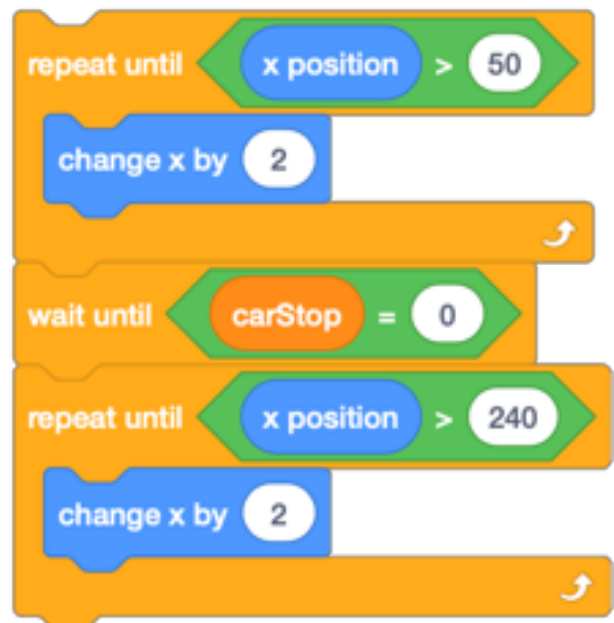 repeat until x position > 50
change x by 2
wait until carStop = 0
repeat until x position > 240
change x by 2